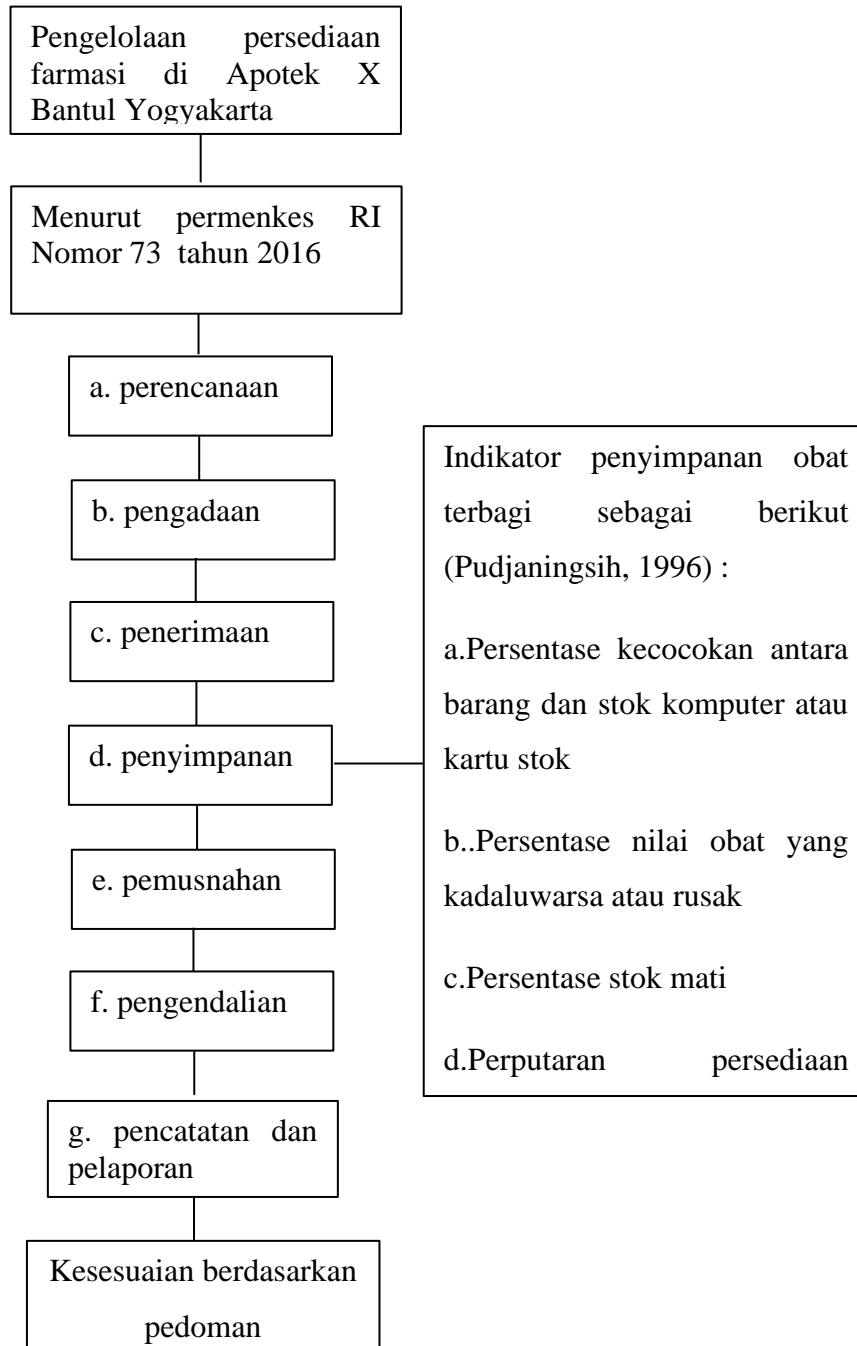 Pengelolaan persediaan
farmasi di Apotek X
Bantul Yogyakarta
Menurut permenkes RI
Nomor 73 tahun 2016
a. perencanaan
b. pengadaan
c. penerimaan
d. penyimpanan
e. pemusnahan
f. pengendalian
g. pencatatan dan
pelaporan
Kesesuaian berdasarkan
pedoman
Indikator penyimpanan obat
terbagi sebagai berikut
(Pudjaningsih, 1996) :
a.Persentase kecocokan antara
barang dan stok komputer atau
kartu stok
b..Persentase nilai obat yang
kadaluwarsa atau rusak
c.Persentase stok mati
d.Perputaran persediaan